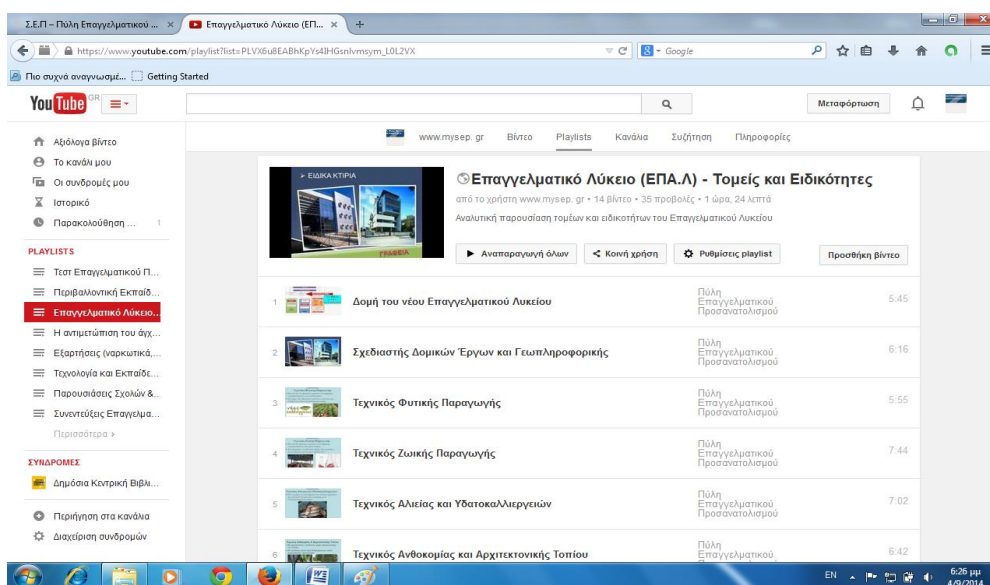 Σ.Ε.Π – Πύλη Επαγγελματικού ... ×
Επαγγελματικό Λύκειο (ΕΠ... × +
https://www.youtube.com/playlist?list=PLVX6u8EABhKpYs4IHGsnlvmsym_L0L2VX
Google
Πιο συχνά αναγνωσμέ... Getting Started
YouTube GR
Μεταφόρτωση
www.mysep. gr Βίντεο Playlists Κανάλια Συζήτηση Πληροφορίες
Αξιόλογα βίντεο
Το κανάλι μου
Οι συνδρομές μου
Ιστορικό
Παρακολούθηση ... 1
PLAYLISTS
Τεστ Επαγγελματικού Π...
Περιβαλλοντική Εκπαίδ...
Επαγγελματικό Λύκειο...
Η αντιμετώπιση του άγχ...
Εξαρτήσεις (ναρκωτικά,...
Τεχνολογία και Εκπαίδε...
Παρουσιάσεις Σχολών &...
Συνεντεύξεις Επαγγελμα...
Περισσότερα ›
ΣΥΝΔΡΟΜΕΣ
Δημόσια Κεντρική Βιβλι...
Περιήγηση στα κανάλια
Διαχείριση συνδρομών
> ΕΙΔΙΚΑ ΚΤΙΡΙΑ
ΓΡΑΦΕΙΑ
Επαγγελματικό Λύκειο (ΕΠΑ.Λ) - Τομείς και Ειδικότητες
από το χρήστη www.mysep. gr • 14 βίντεο • 35 προβολές • 1 ώρα, 24 λεπτά
Αναλυτική παρουσίαση τομέων και ειδικοτήτων του Επαγγελματικού Λυκείου
Αναπαραγωγή όλων Κοινή χρήση Ρυθμίσεις playlist Προσθήκη βίντεο
1 Δομή του νέου Επαγγελματικού Λυκείου
Πύλη
Επαγγελματικού
Προσανατολισμού
5:45
2 Σχεδιαστής Δομικών Έργων και Γεωπληροφορικής
Πύλη
Επαγγελματικού
Προσανατολισμού
6:16
3 Τεχνικός Φυτικής Παραγωγής
Πύλη
Επαγγελματικού
Προσανατολισμού
5:55
4 Τεχνικός Ζωικής Παραγωγής
Πύλη
Επαγγελματικού
Προσανατολισμού
7:44
5 Τεχνικός Αλιείας και Υδατοκαλλιεργειών
Πύλη
Επαγγελματικού
Προσανατολισμού
7:02
6 Τεχνικός Ανθοκομίας και Αρχιτεκτονικής Τοπίου
Πύλη
Επαγγελματικού
6:42
EN
6:26 μμ
4/9/2014